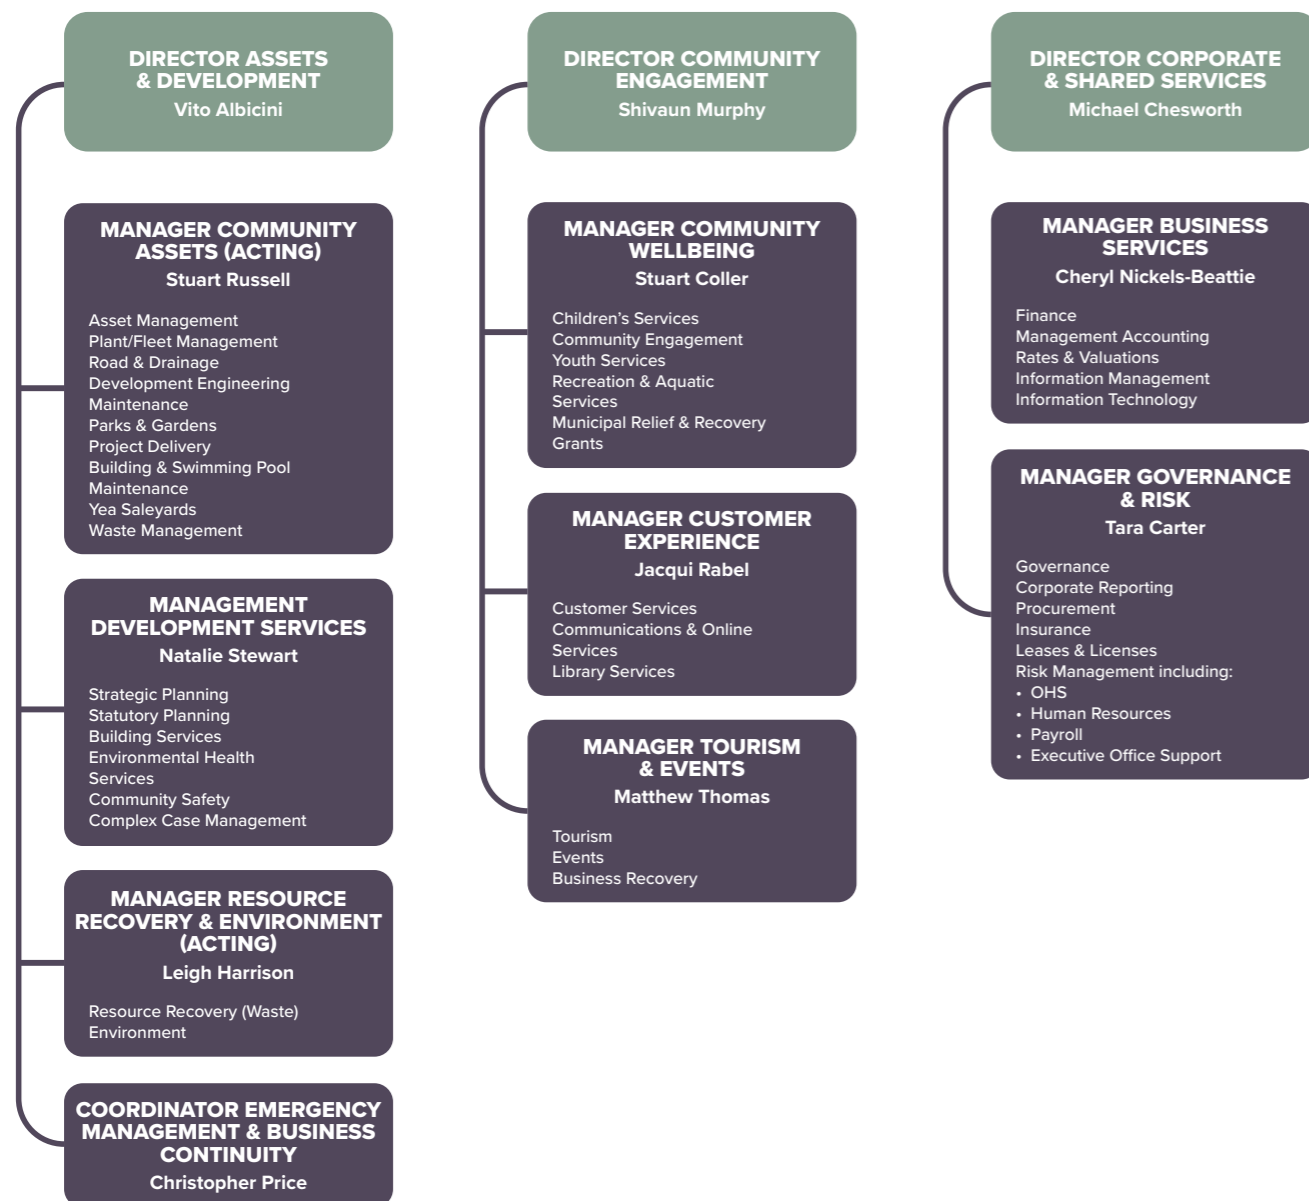 DIRECTOR ASSETS
& DEVELOPMENT
Vito Albicini
MANAGER COMMUNITY
ASSETS (ACTING)
Stuart Russell
Asset Management
Plant/Fleet Management
Road & Drainage
Development Engineering
Maintenance
Parks & Gardens
Project Delivery
Building & Swimming Pool
Maintenance
Yea Saleyards
Waste Management
MANAGEMENT
DEVELOPMENT SERVICES
Natalie Stewart
Strategic Planning
Statutory Planning
Building Services
Environmental Health
Services
Community Safety
Complex Case Management
MANAGER RESOURCE
RECOVERY & ENVIRONMENT
(ACTING)
Leigh Harrison
Resource Recovery (Waste)
Environment
COORDINATOR EMERGENCY
MANAGEMENT & BUSINESS
CONTINUITY
Christopher Price
DIRECTOR COMMUNITY
ENGAGEMENT
Shivaun Murphy
MANAGER COMMUNITY
WELLBEING
Stuart Coller
Children’s Services
Community Engagement
Youth Services
Recreation & Aquatic
Services
Municipal Relief & Recovery
Grants
MANAGER CUSTOMER
EXPERIENCE
Jacqui Rabel
Customer Services
Communications & Online
Services
Library Services
MANAGER TOURISM
& EVENTS
Matthew Thomas
Tourism
Events
Business Recovery
DIRECTOR CORPORATE
& SHARED SERVICES
Michael Chesworth
MANAGER BUSINESS
SERVICES
Cheryl Nickels-Beattie
Finance
Management Accounting
Rates & Valuations
Information Management
Information Technology
MANAGER GOVERNANCE
& RISK
Tara Carter
Governance
Corporate Reporting
Procurement
Insurance
Leases & Licenses
Risk Management including:
• OHS
• Human Resources
• Payroll
• Executive Office Support